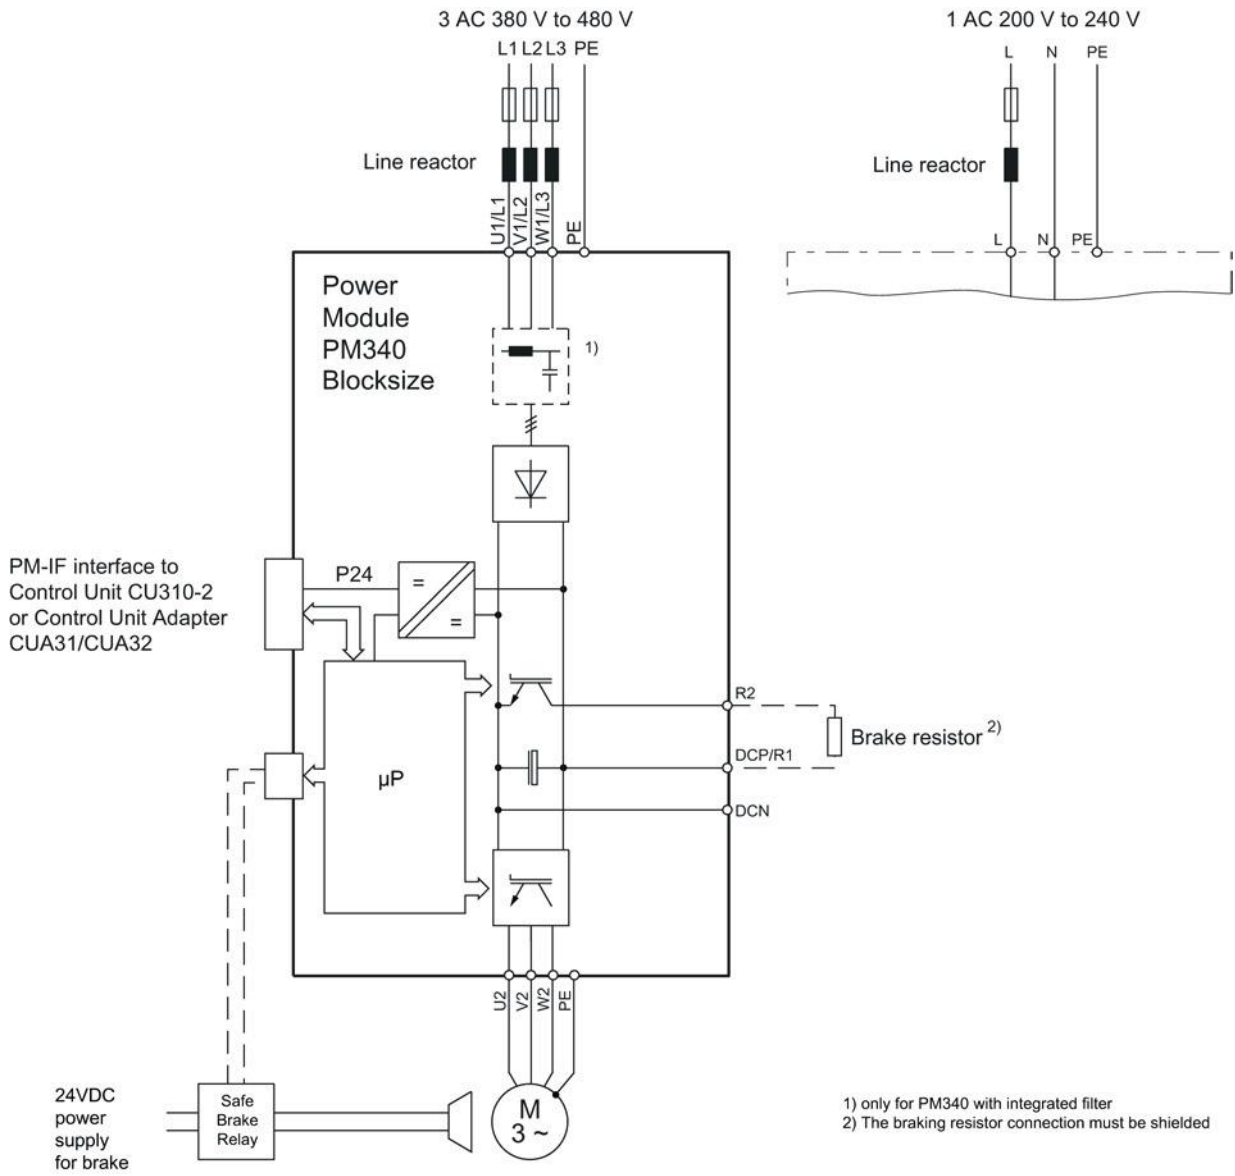 3 AC 380 V to 480 V
L1 L2 L3 PE
Line reactor
U1/L1
V1/L2
W1/L3
PE
1 AC 200 V to 240 V
L N PE
Line reactor
L N PE
Power
Module
PM340
Blocksize
1)
PM-IF interface to
Control Unit CU310-2
or Control Unit Adapter
CUA31/CUA32
P24
=
=
µP
R2
Brake resistor 2)
DCP/R1
DCN
U2
V2
W2
PE
24VDC
power
supply
for brake
Safe
Brake
Relay
M
3 ~
1) only for PM340 with integrated filter
2) The braking resistor connection must be shielded